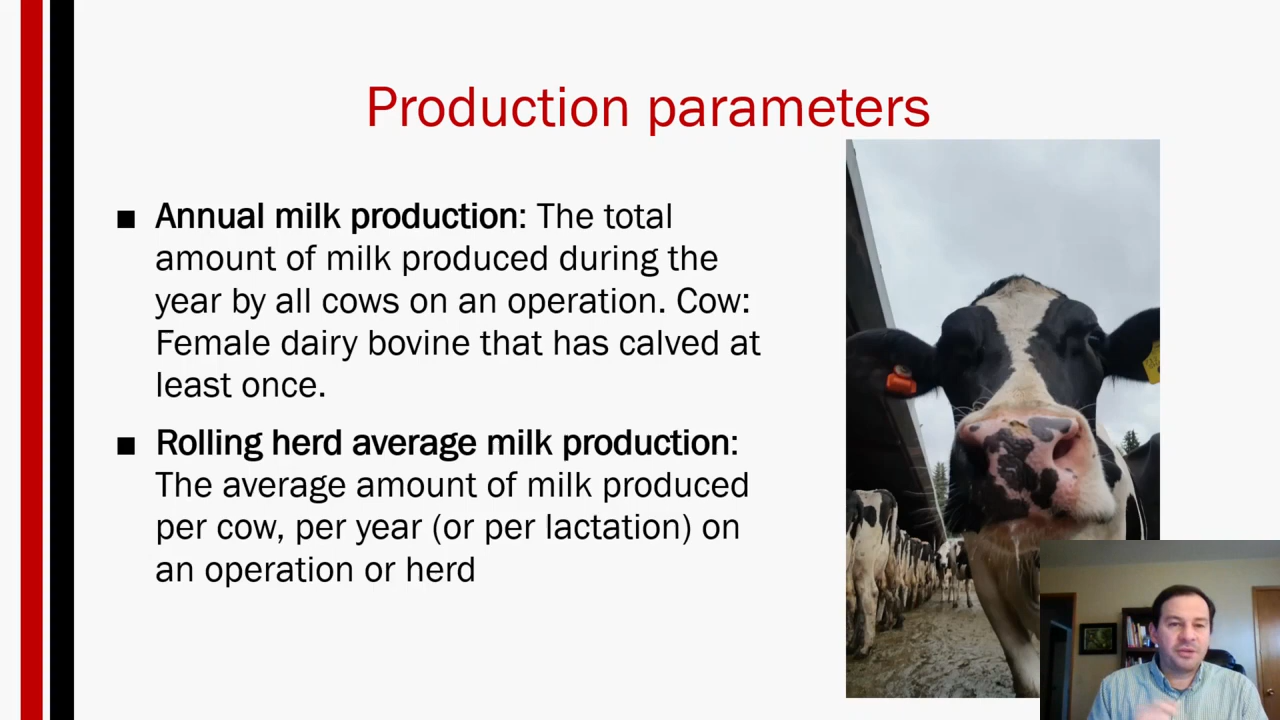 Production parameters
■ Annual milk production: The total
amount of milk produced during the
year by all cows on an operation. Cow:
Female dairy bovine that has calved at
least once.
■ Rolling herd average milk production:
The average amount of milk produced
per cow, per year (or per lactation) on
an operation or herd